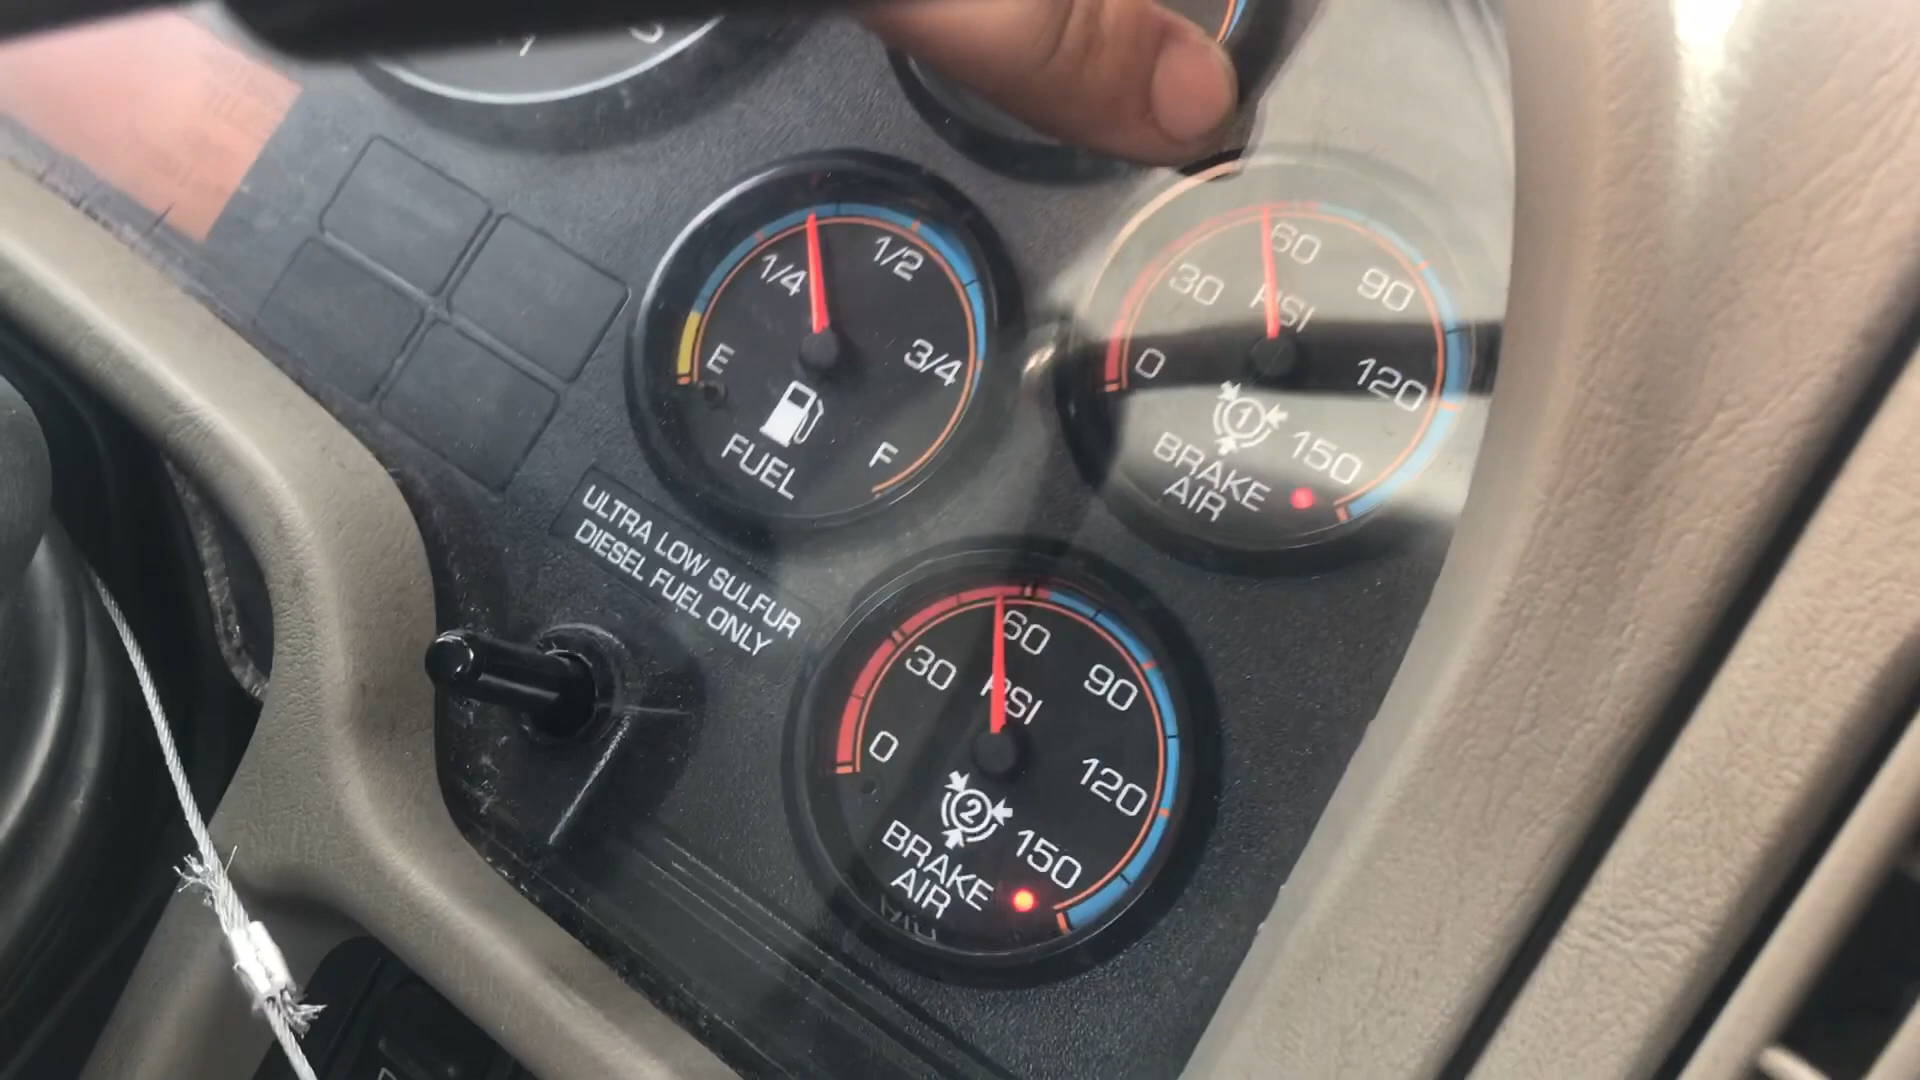 E
1/4
1/2
3/4
F
FUEL
0
30
60
90
120
150
PSI
1
BRAKE
AIR
ULTRA LOW SULFUR
DIESEL FUEL ONLY
0
30
60
90
120
150
PSI
2
BRAKE
AIR